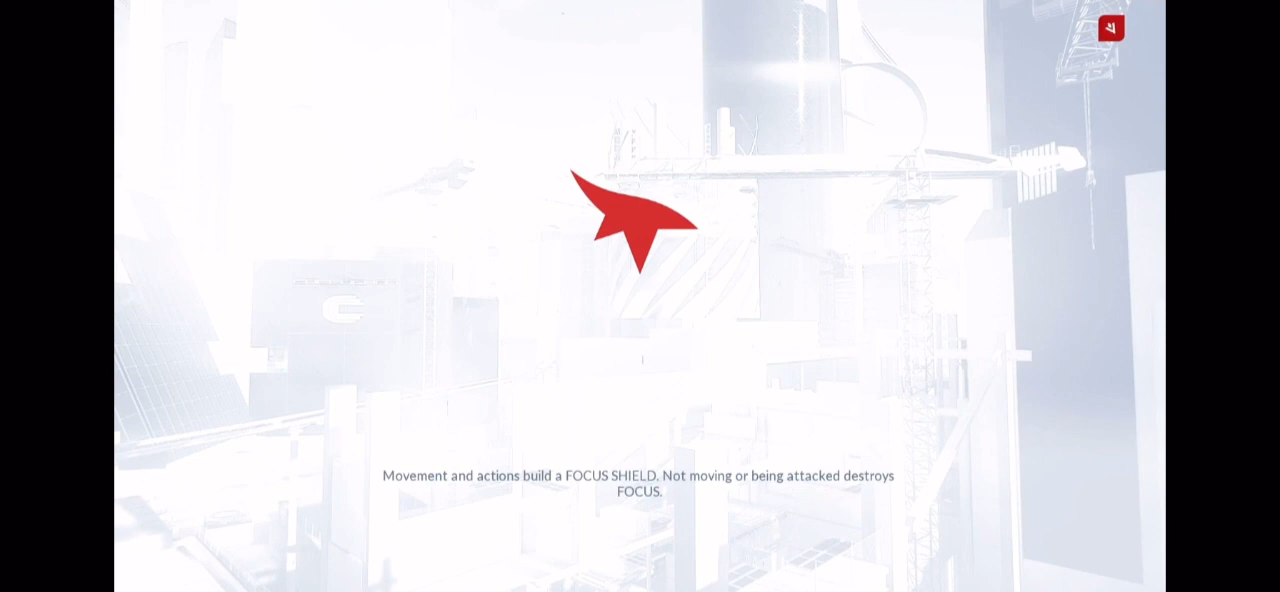 Movement and actions build a FOCUS SHIELD. Not moving or being attacked destroys
FOCUS.